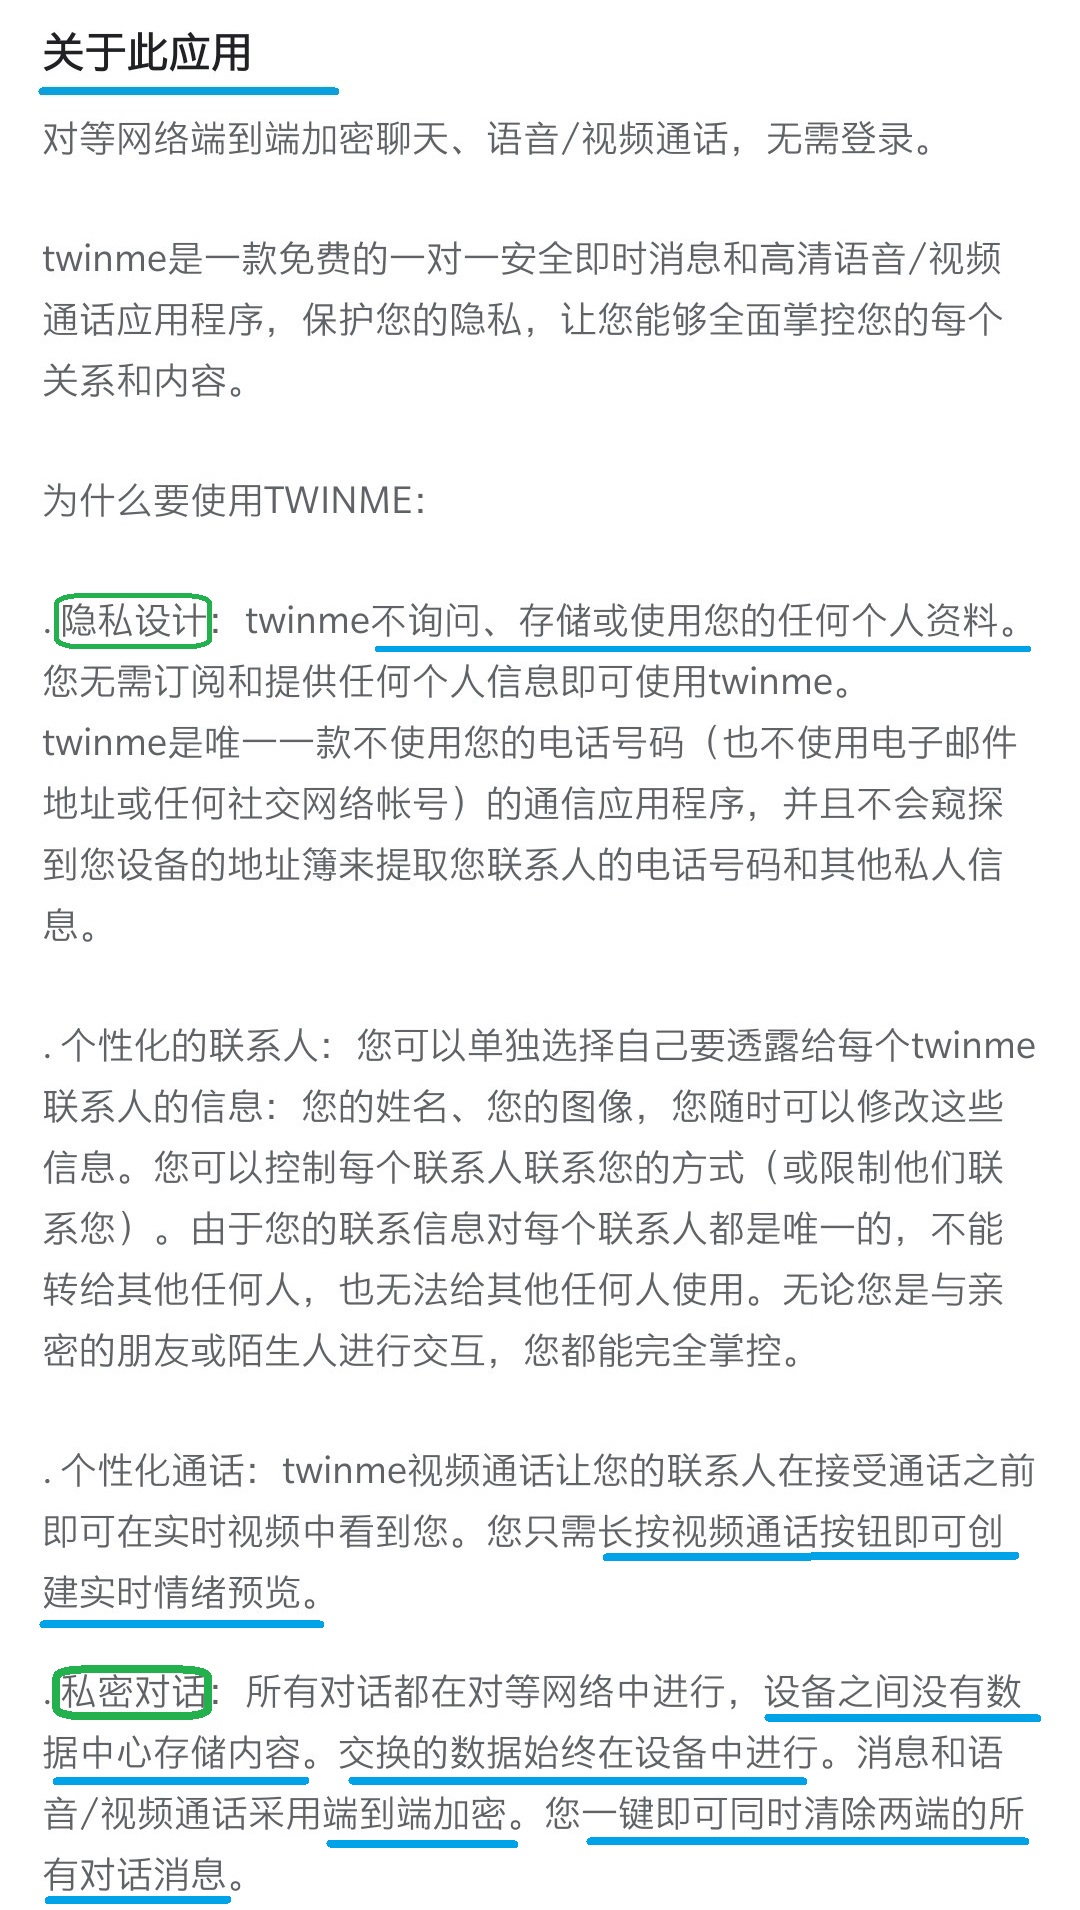 关于此应用
对等网络端到端加密聊天、语音/视频通话，无需登录。
twinme是一款免费的一对一安全即时消息和高清语音/视频
通话应用程序，保护您的隐私，让您能够全面掌控您的每个
关系和内容。
为什么要使用TWINME：
. 隐私设计：twinme不询问、存储或使用您的任何个人资料。
您无需订阅和提供任何个人信息即可使用twinme。
twinme是唯一一款不使用您的电话号码（也不使用电子邮件
地址或任何社交网络帐号）的通信应用程序，并且不会窥探
到您设备的地址簿来提取您联系人的电话号码和其他私人信
息。
. 个性化的联系人：您可以单独选择自己要透露给每个twinme
联系人的信息：您的姓名、您的图像，您随时可以修改这些
信息。您可以控制每个联系人联系您的方式（或限制他们联
系您）。由于您的联系信息对每个联系人都是唯一的，不能
转给其他任何人，也无法给其他任何人使用。无论您是与亲
密的朋友或陌生人进行交互，您都能完全掌控。
. 个性化通话：twinme视频通话让您的联系人在接受通话之前
即可在实时视频中看到您。您只需长按视频通话按钮即可创
建实时情绪预览。
. 私密对话：所有对话都在对等网络中进行，设备之间没有数
据中心存储内容。交换的数据始终在设备中进行。消息和语
音/视频通话采用端到端加密。您一键即可同时清除两端的所
有对话消息。